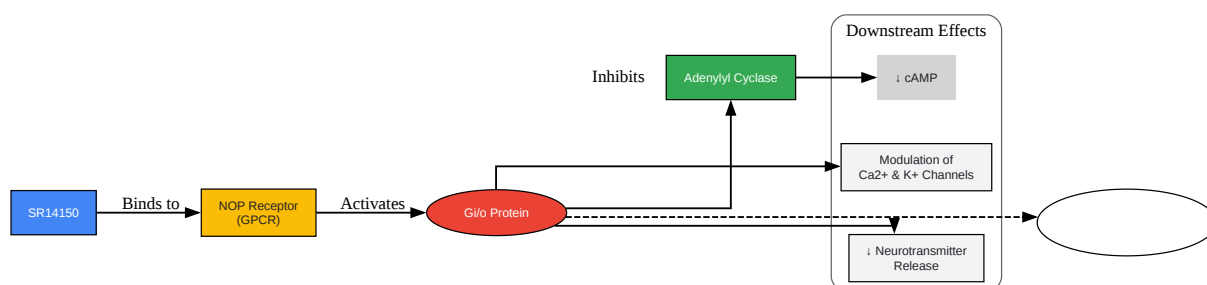 Downstream Effects
Inhibits
Adenylyl Cyclase
↓ cAMP
Modulation of
Ca2+ & K+ Channels
SR14150
Binds to
NOP Receptor
(GPCR)
Activates
Gi/o Protein
↓ Neurotransmitter
Release